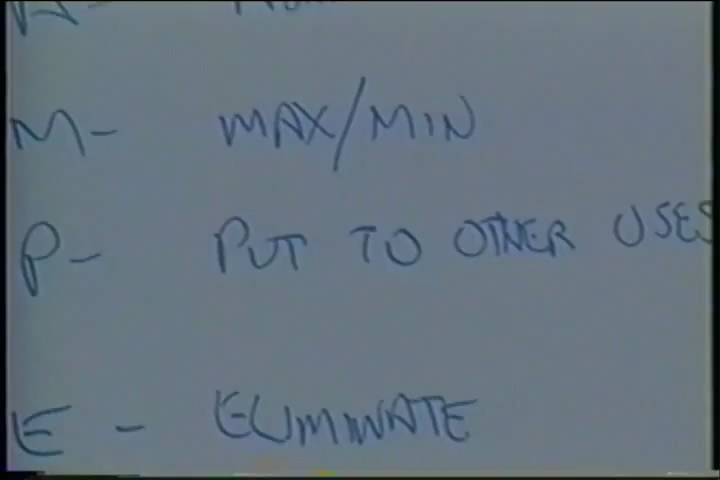 M- MAX/MIN
P- PUT TO OTHER USES
E - ELIMINATE